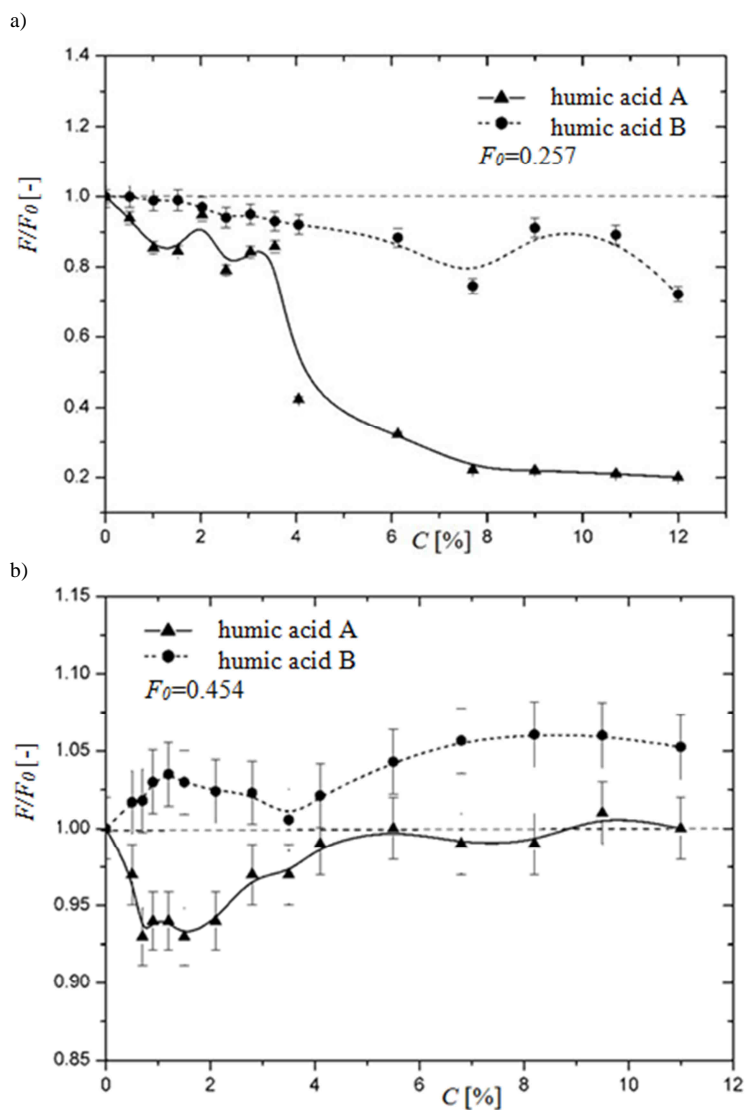 a)
1.4
humic acid A
humic acid B
F0=0.257
1.2
1.0
0.8
0.6
0.4
0.2
F/F0 [-]
0 2 4 6 8 10 12
C [%]
b)
1.15
humic acid A
humic acid B
F0=0.454
1.10
1.05
1.00
0.95
0.90
0.85
F/F0 [-]
0 2 4 6 8 10 12
C [%]